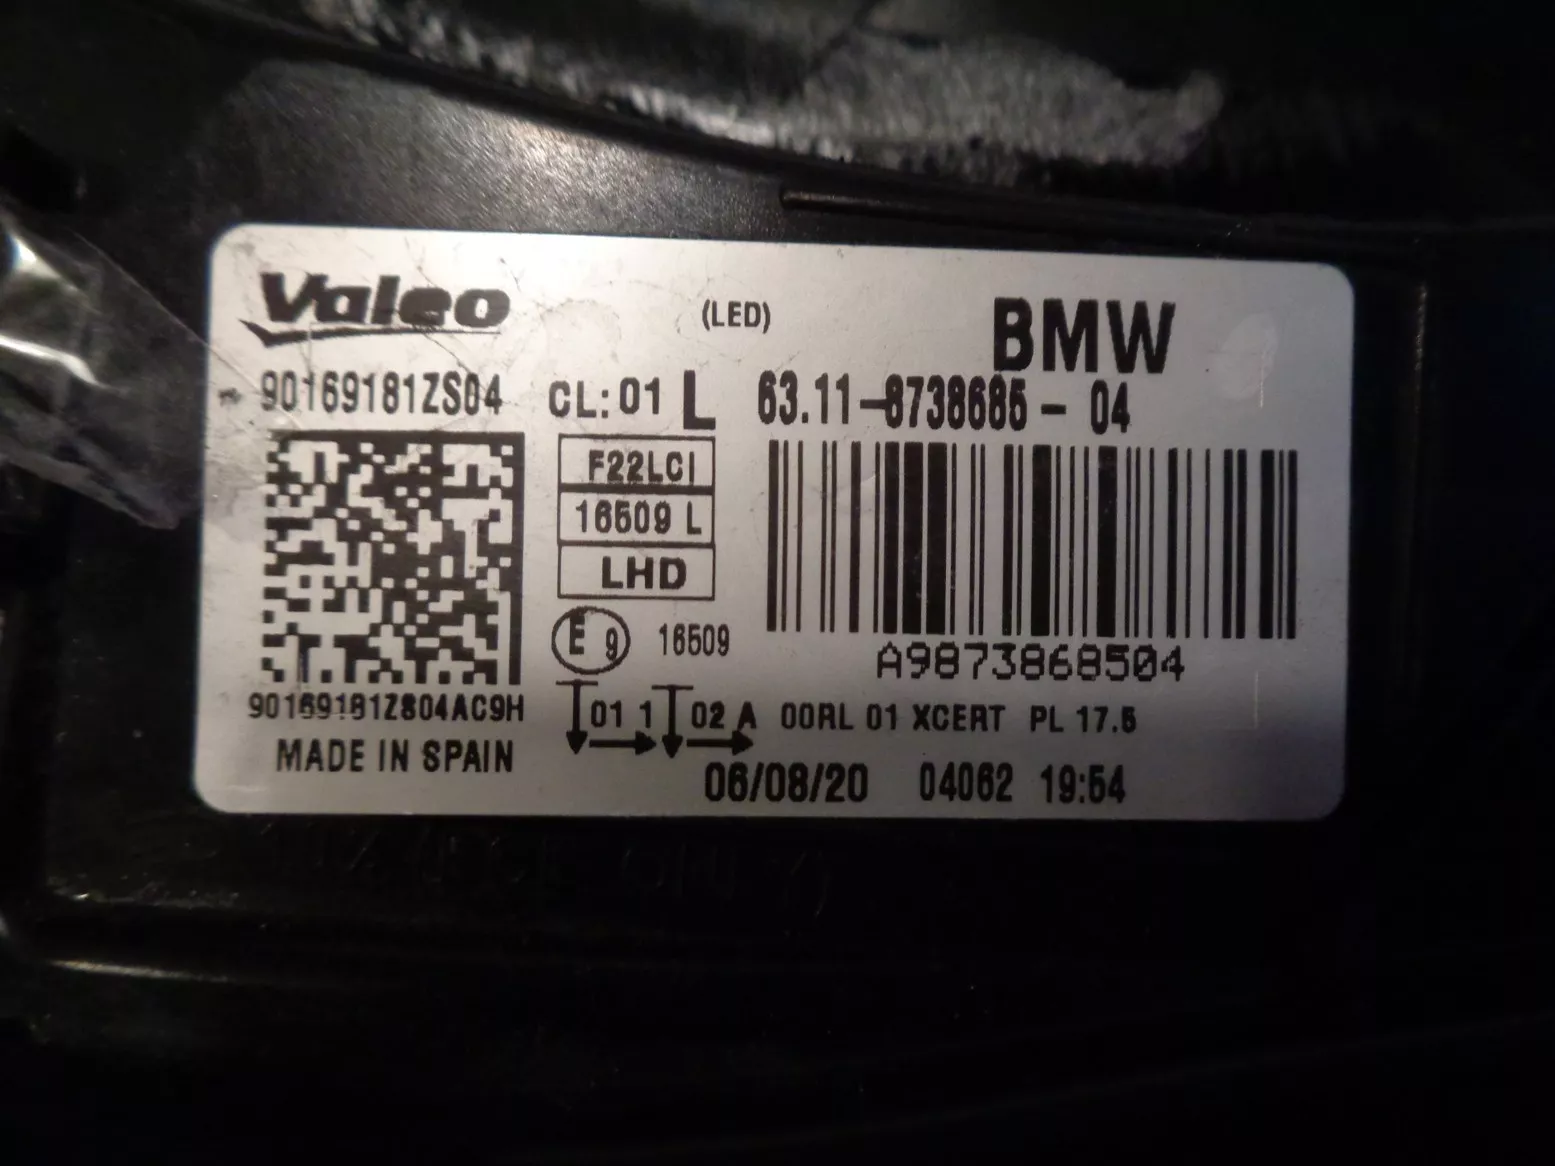 Valeo
(LED)
BMW
90169181ZS04 CL: 01 L 63.11-8738685-04
F22LCI
16509 L
LHD
E 9 16509
A9873868504
90169181ZS04AC9H
01 1 02 A 00RL 01 XCERT PL 17.5
MADE IN SPAIN
06/08/20 04062 19:54